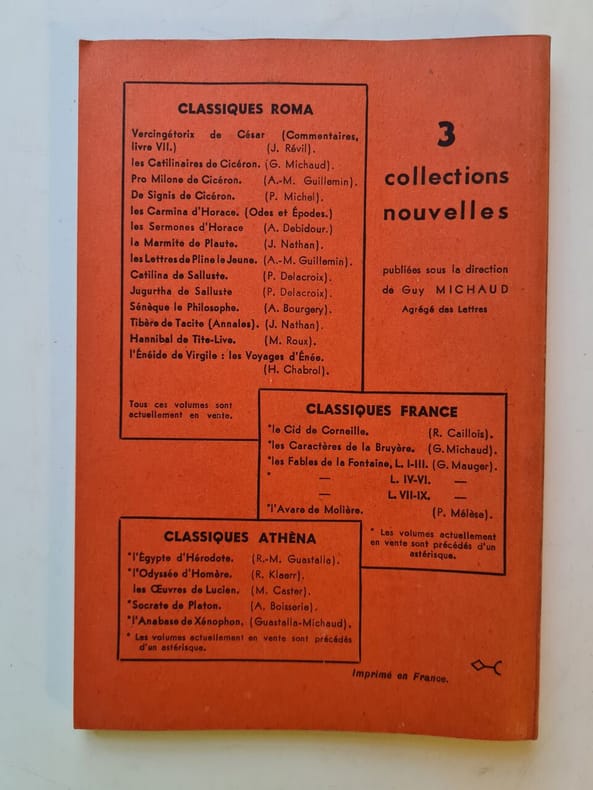 CLASSIQUES ROMA
Vercingétorix de César (Commentaires,
livre VII.) (J. Révil).
les Catilinaires de Cicéron. (G. Michaud).
Pro Milone de Cicéron. (A.-M. Guillemin).
De Signis de Cicéron. (P. Michel).
les Carmina d'Horace. (Odes et Épodes.)
les Sermones d'Horace (A. Debidour.)
la Marmite de Plaute. (J. Nathan).
les Lettres de Pline le Jeune. (A.-M. Guillemin).
Catilina de Salluste. (P. Delacroix).
Jugurtha de Salluste (P. Delacroix).
Sénèque le Philosophe. (A. Bourgery).
Tibère de Tacite (Annales). (J. Nathan).
Hannibal de Tite-Live. (M. Roux).
l'Énéide de Virgile : les Voyages d'Énée.
(H. Chabrol).
Tous ces volumes sont
actuellement en vente.
3
collections
nouvelles
publiées sous la direction
de Guy MICHAUD
Agrégé des Lettres
CLASSIQUES FRANCE
*le Cid de Corneille. (R. Caillois).
*les Caractères de la Bruyère. (G. Michaud).
*les Fables de la Fontaine, L. I-III. (G. Mauger).
* — L. IV-VI. —
— L. VII-IX. —
*l'Avare de Molière. (P. Mélèse).
* Les volumes actuellement
en vente sont précédés d'un
astérisque.
CLASSIQUES ATHÈNA
*l'Égypte d'Hérodote. (R.-M. Guastalla).
*l'Odyssée d'Homère. (R. Klaerr).
les Œuvres de Lucien. (M. Caster).
*Socrate de Platon. (A. Boisserie).
*l'Anabase de Xénophon. (Guastalla-Michaud).
* Les volumes actuellement en vente sont précédés
d'un astérisque.
Imprimé en France.